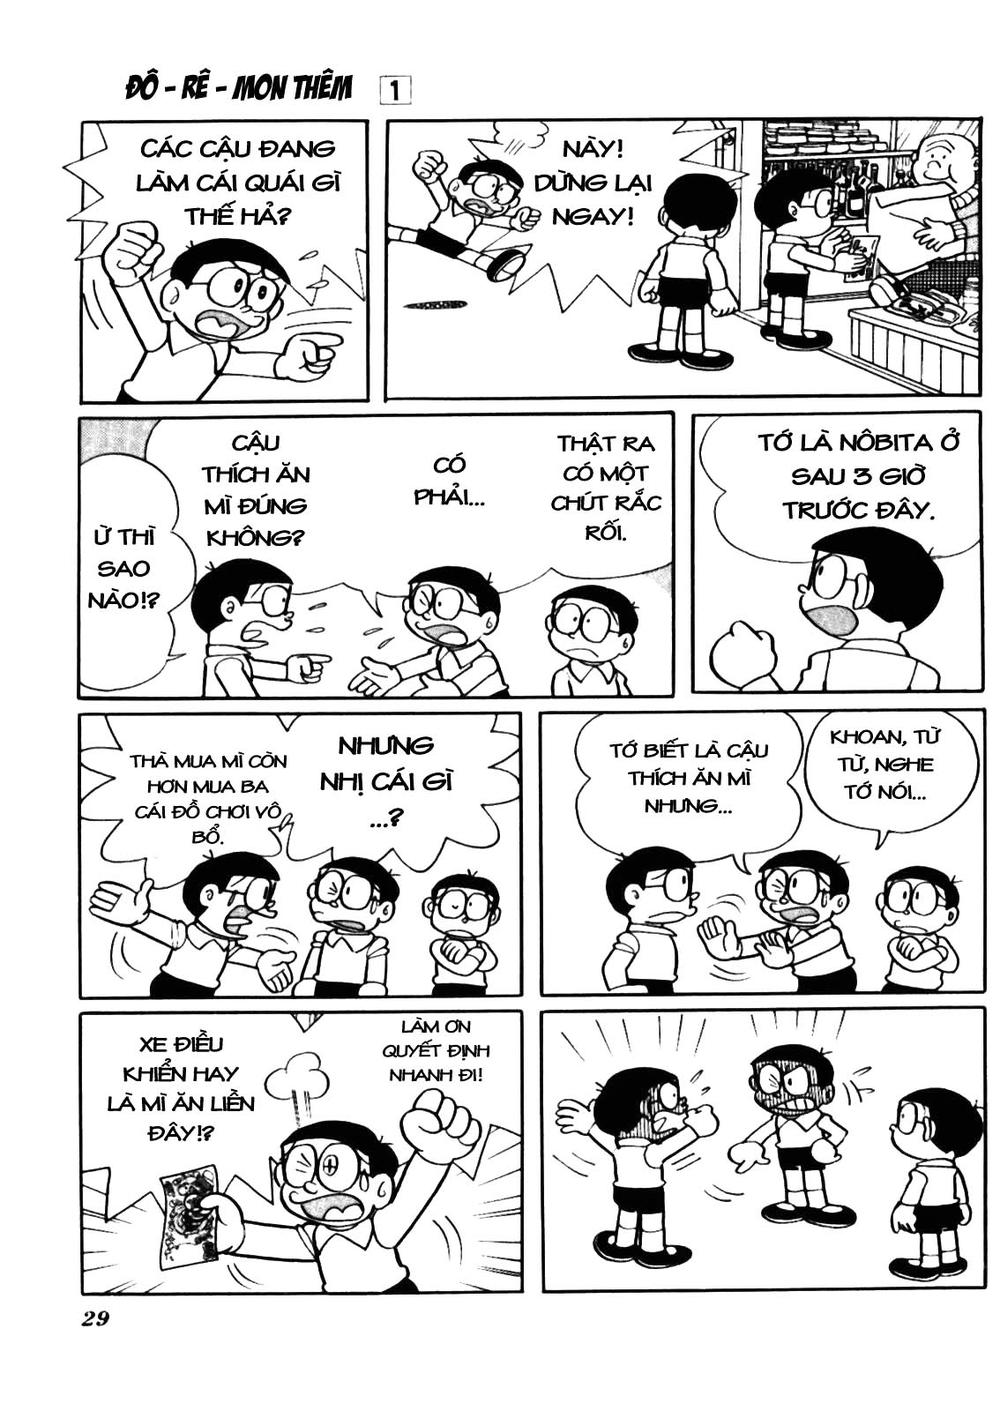 ĐÔ - RÊ - MON THÊM 1
CÁC CẬU ĐANG
LÀM CÁI QUÁI GÌ
THẾ HẢ?
NÀY!
DỪNG LẠI
NGAY!
Ừ THÌ
SAO
NÀO!?
CẬU
THÍCH ĂN
MÌ ĐÚNG
KHÔNG?
CÓ
PHẢI...
THẬT RA
CÓ MỘT
CHÚT RẮC
RỐI.
TỚ LÀ NÔBITA Ở
SAU 3 GIỜ
TRƯỚC ĐÂY.
THÀ MUA MÌ CÒN
HƠN MUA BA
CÁI ĐỒ CHƠI VÔ
BỔ.
NHƯNG
NHỊ CÁI GÌ
...?
TỚ BIẾT LÀ CẬU
THÍCH ĂN MÌ
NHƯNG...
KHOAN, TỪ
TỪ, NGHE
TỚ NÓI...
XE ĐIỀU
KHIỂN HAY
LÀ MÌ ĂN LIỀN
ĐÂY!?
LÀM ƠN
QUYẾT ĐỊNH
NHANH ĐI!
29